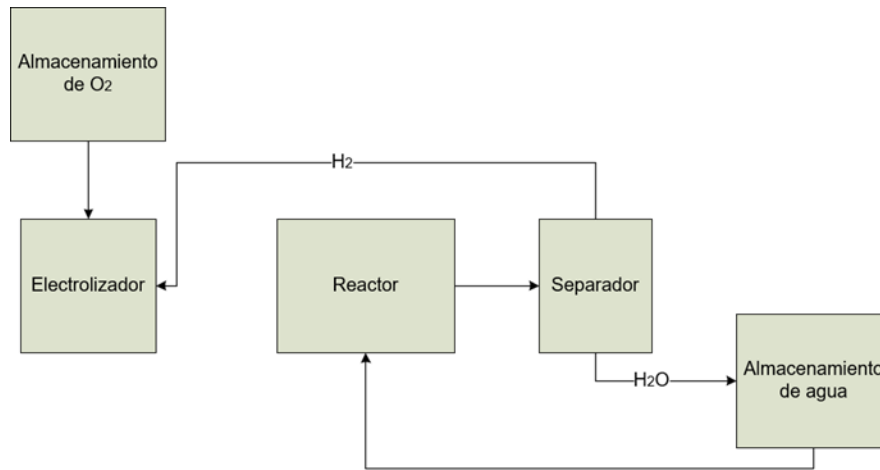 Almacenamiento
de O2
H2
Electrolizador
Reactor
Separador
H2O
Almacenamiento
de agua